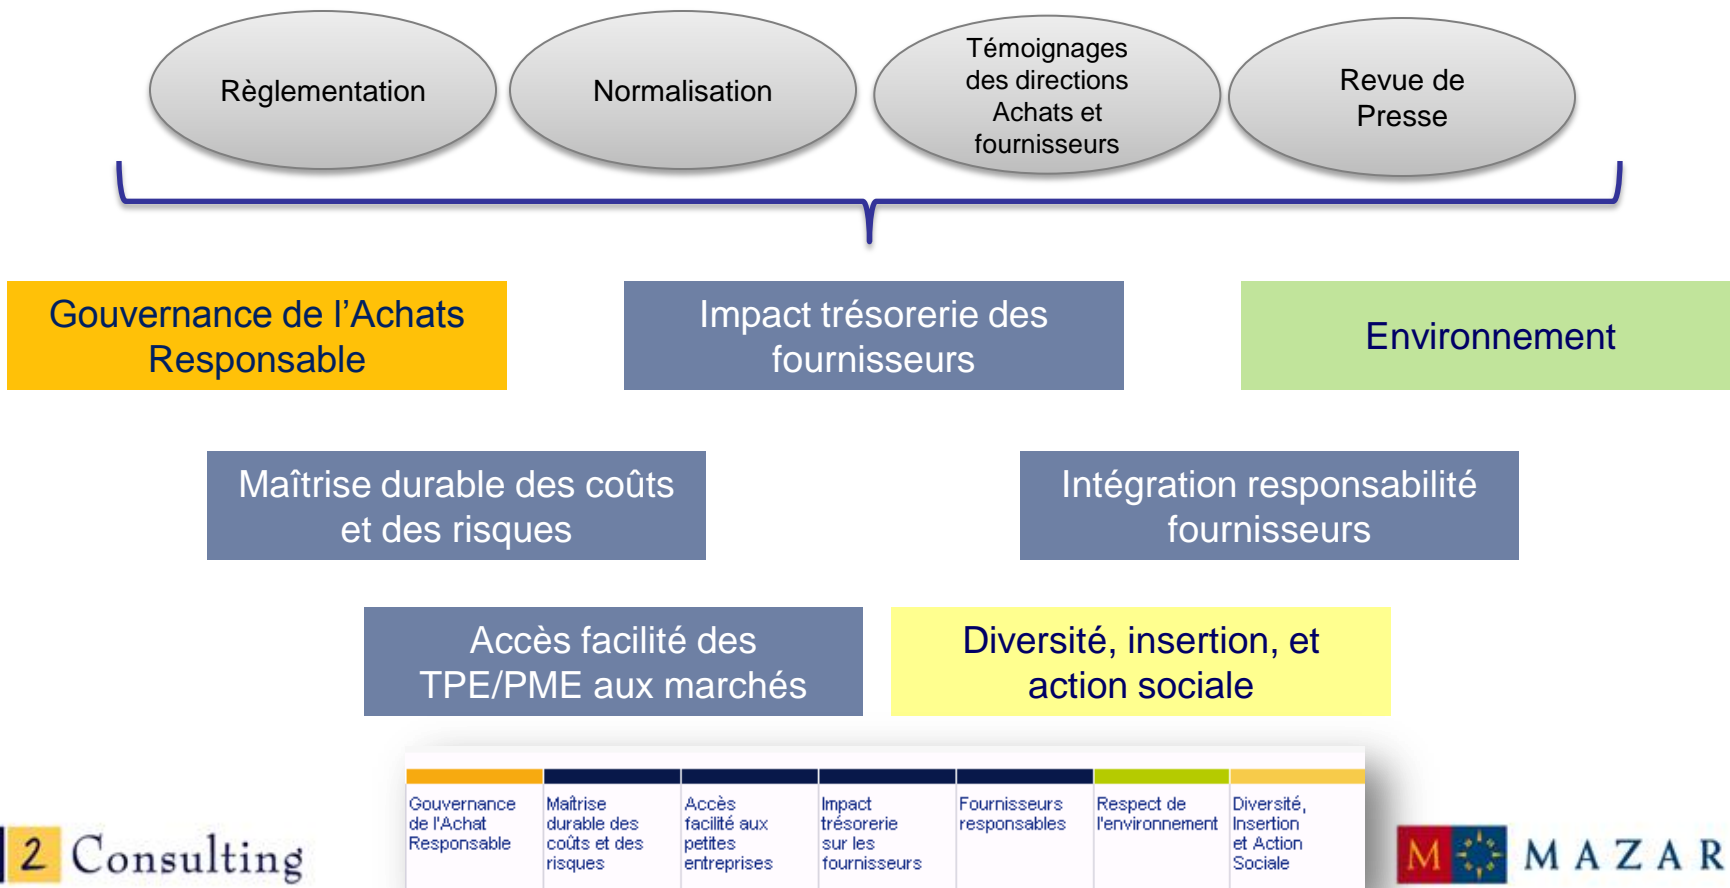 Règlementation
Normalisation
Témoignages
des directions
Achats et
fournisseurs
Revue de
Presse
Gouvernance de l’Achats
Responsable
Impact trésorerie des
fournisseurs
Environnement
Maîtrise durable des coûts
et des risques
Intégration responsabilité
fournisseurs
Accès facilité des
TPE/PME aux marchés
Diversité, insertion, et
action sociale
Gouvernance
de l'Achat
Responsable
Maîtrise
durable des
coûts et des
risques
Accès
facilité aux
petites
entreprises
Impact
trésorerie
sur les
fournisseurs
Fournisseurs
responsables
Respect de
l'environnement
Diversité,
Insertion
et Action
Sociale
2 Consulting
M MAZAR